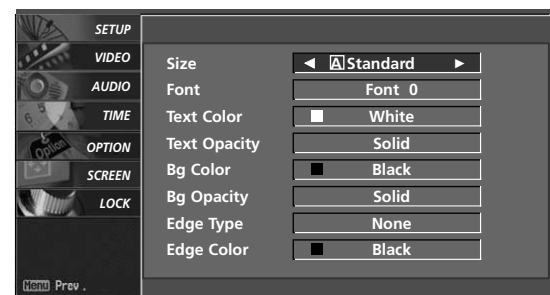 SETUP
VIDEO
AUDIO
TIME
OPTION
SCREEN
LOCK
Menu Prev .
Size ◄ A Standard ►
Font Font 0
Text Color White
Text Opacity Solid
Bg Color Black
Bg Opacity Solid
Edge Type None
Edge Color Black
Option